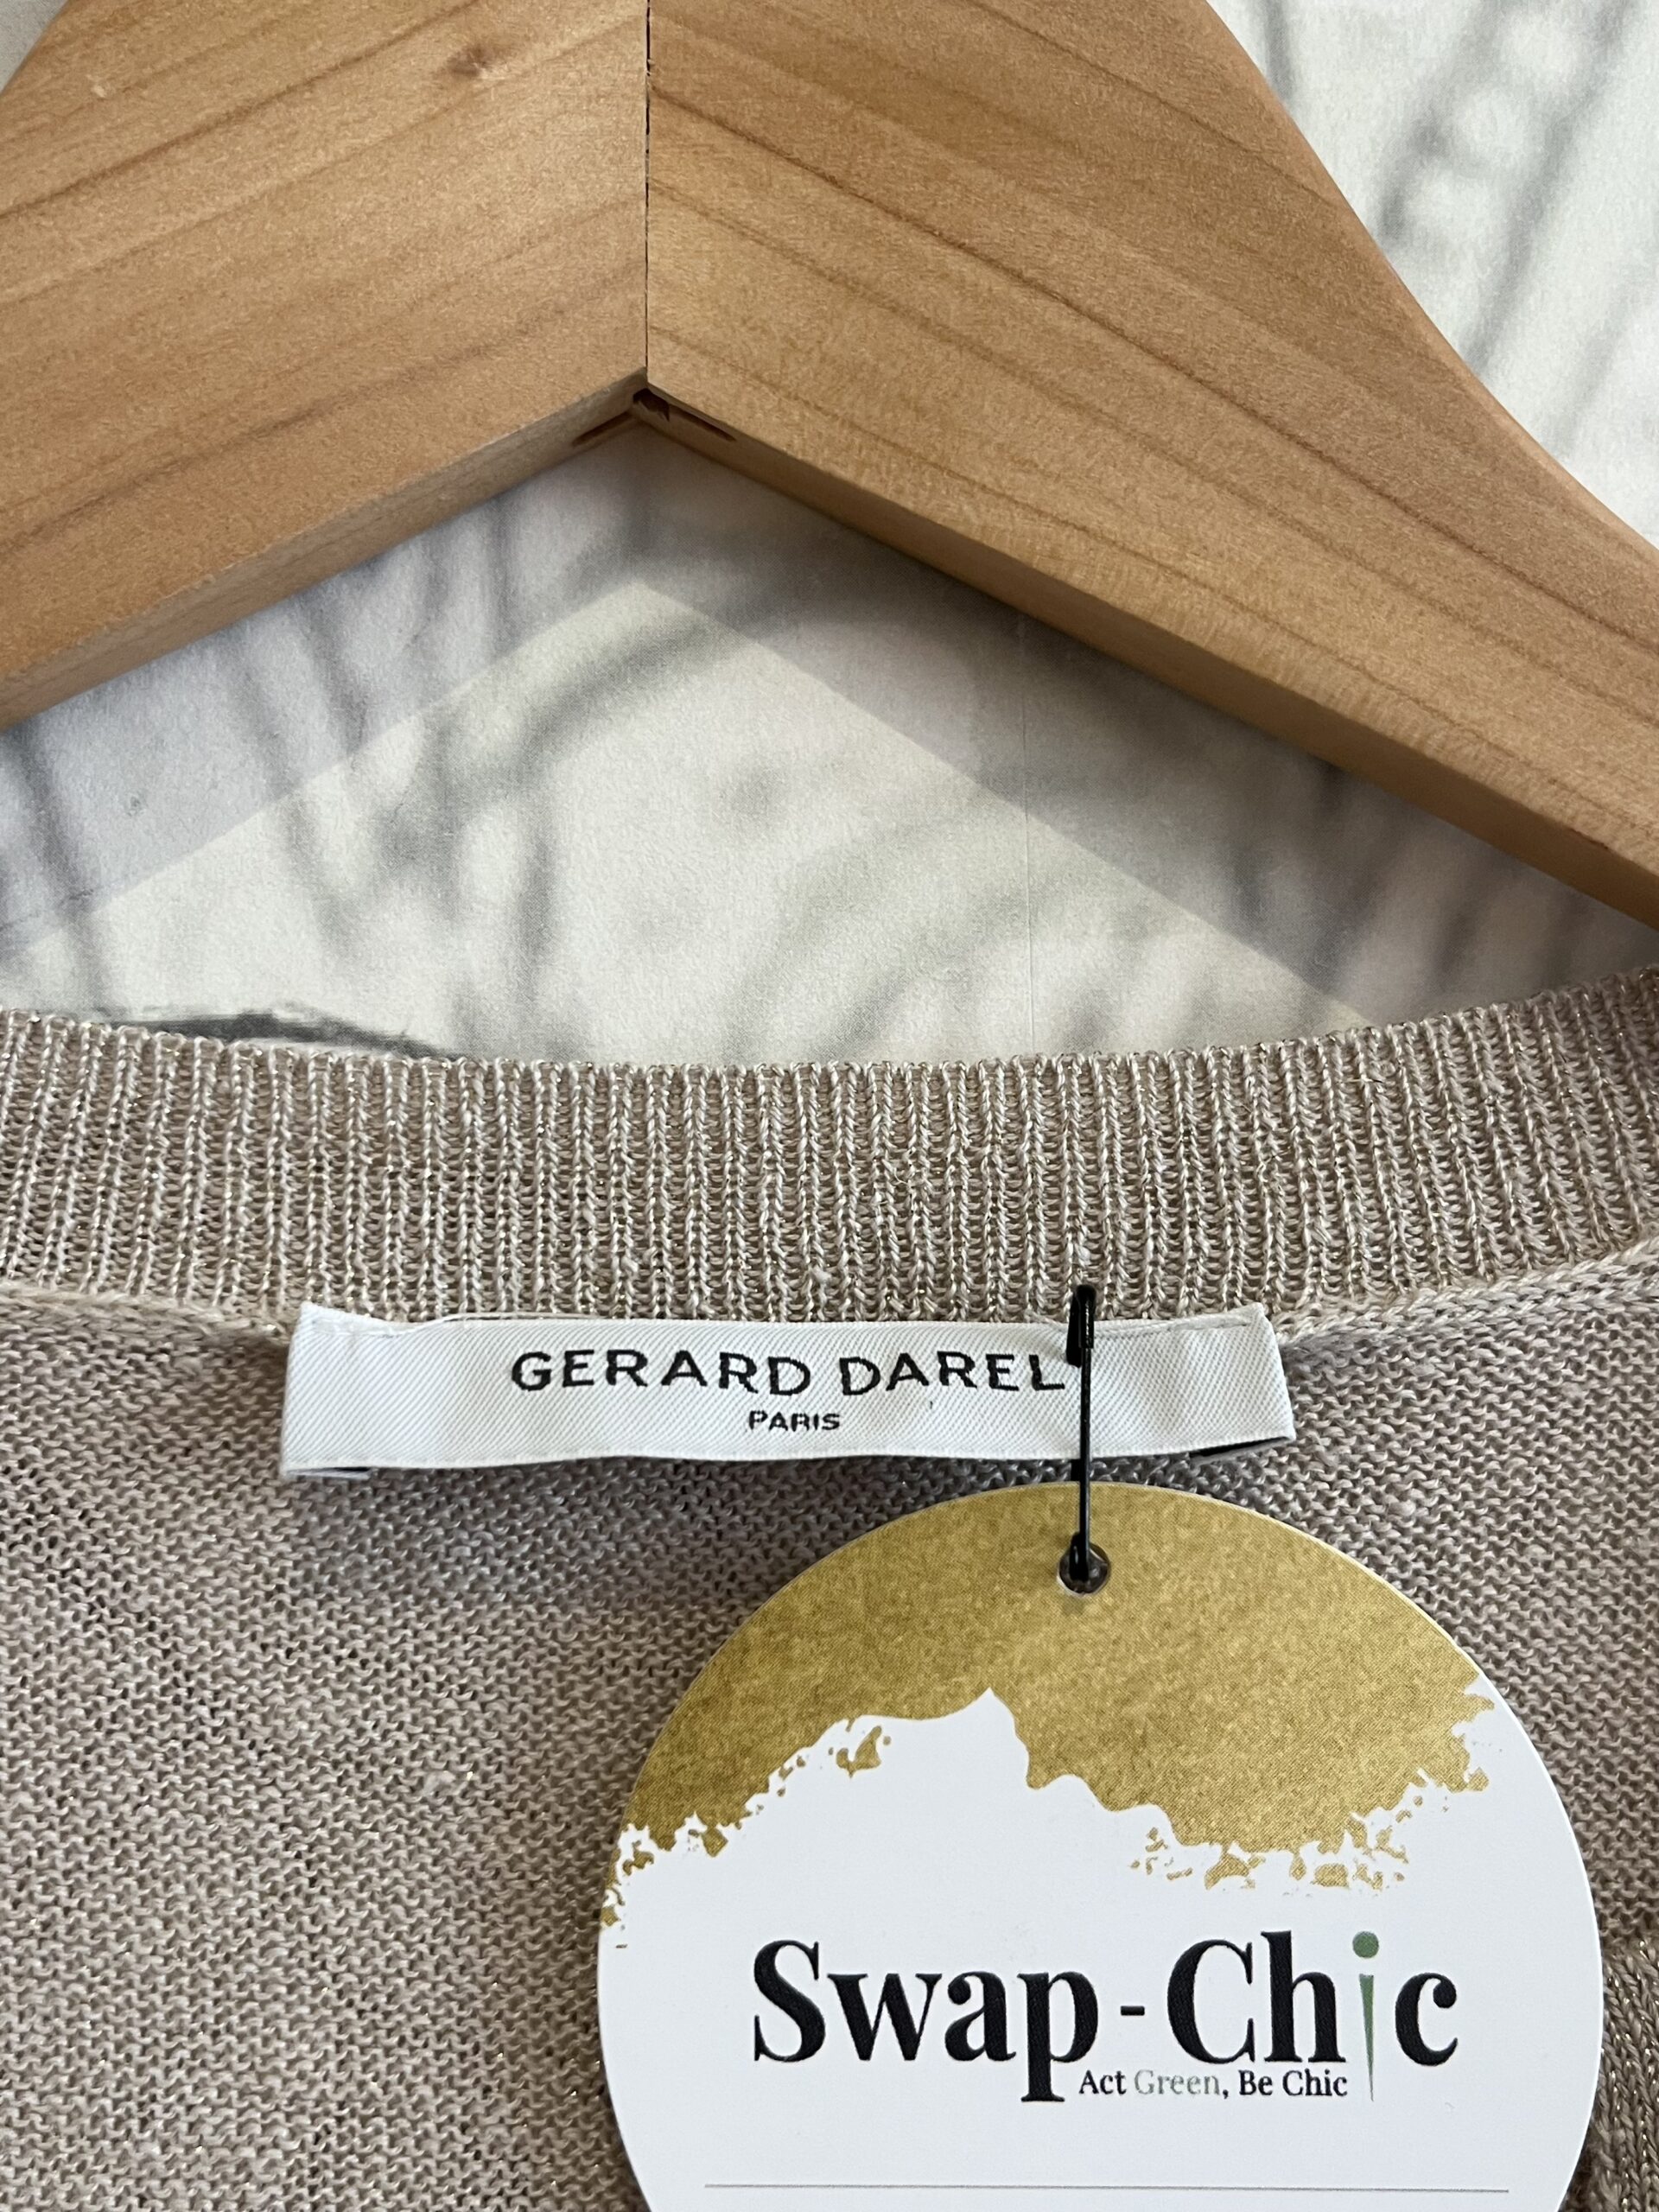 GERARD DAREL
PARIS
Swap-Chic
Act Green, Be Chic